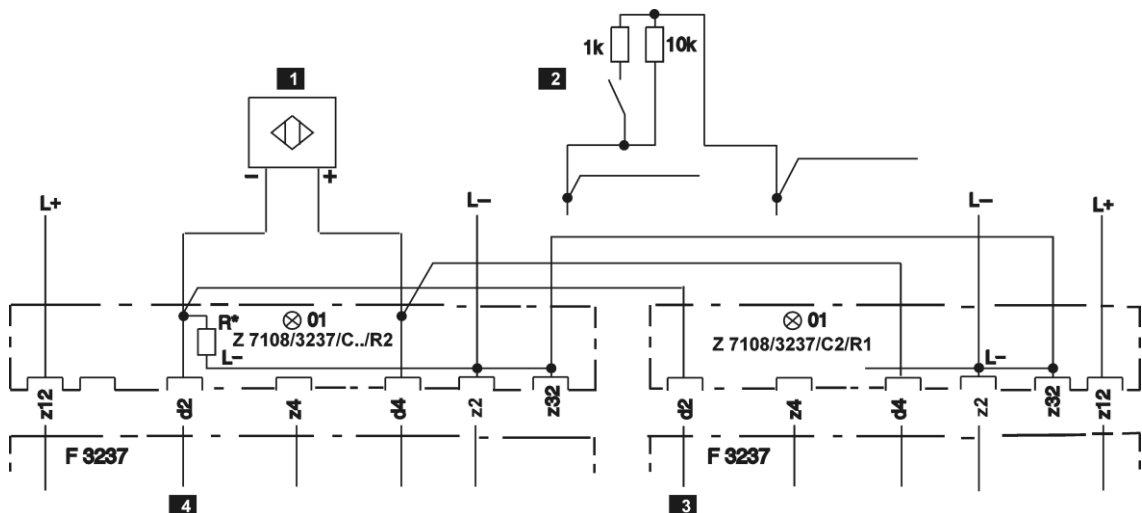 1k 10k
1 2
− +
L+ L− L− L+
R* 01 01
Z 7108/3237/C../R2 Z 7108/3237/C2/R1
L− L−
z12 d2 z4 d4 z2 z32 d2 z4 d4 z2 z32 z12
F 3237 F 3237
4 3